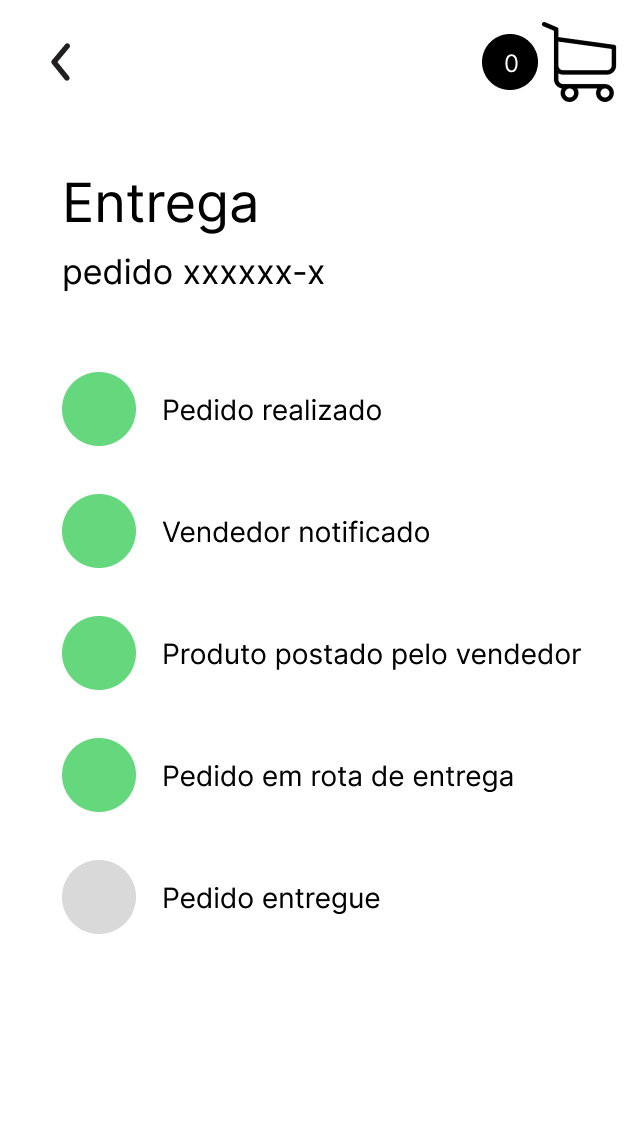 0
Entrega
pedido xxxxxx-x
Pedido realizado
Vendedor notificado
Produto postado pelo vendedor
Pedido em rota de entrega
Pedido entregue